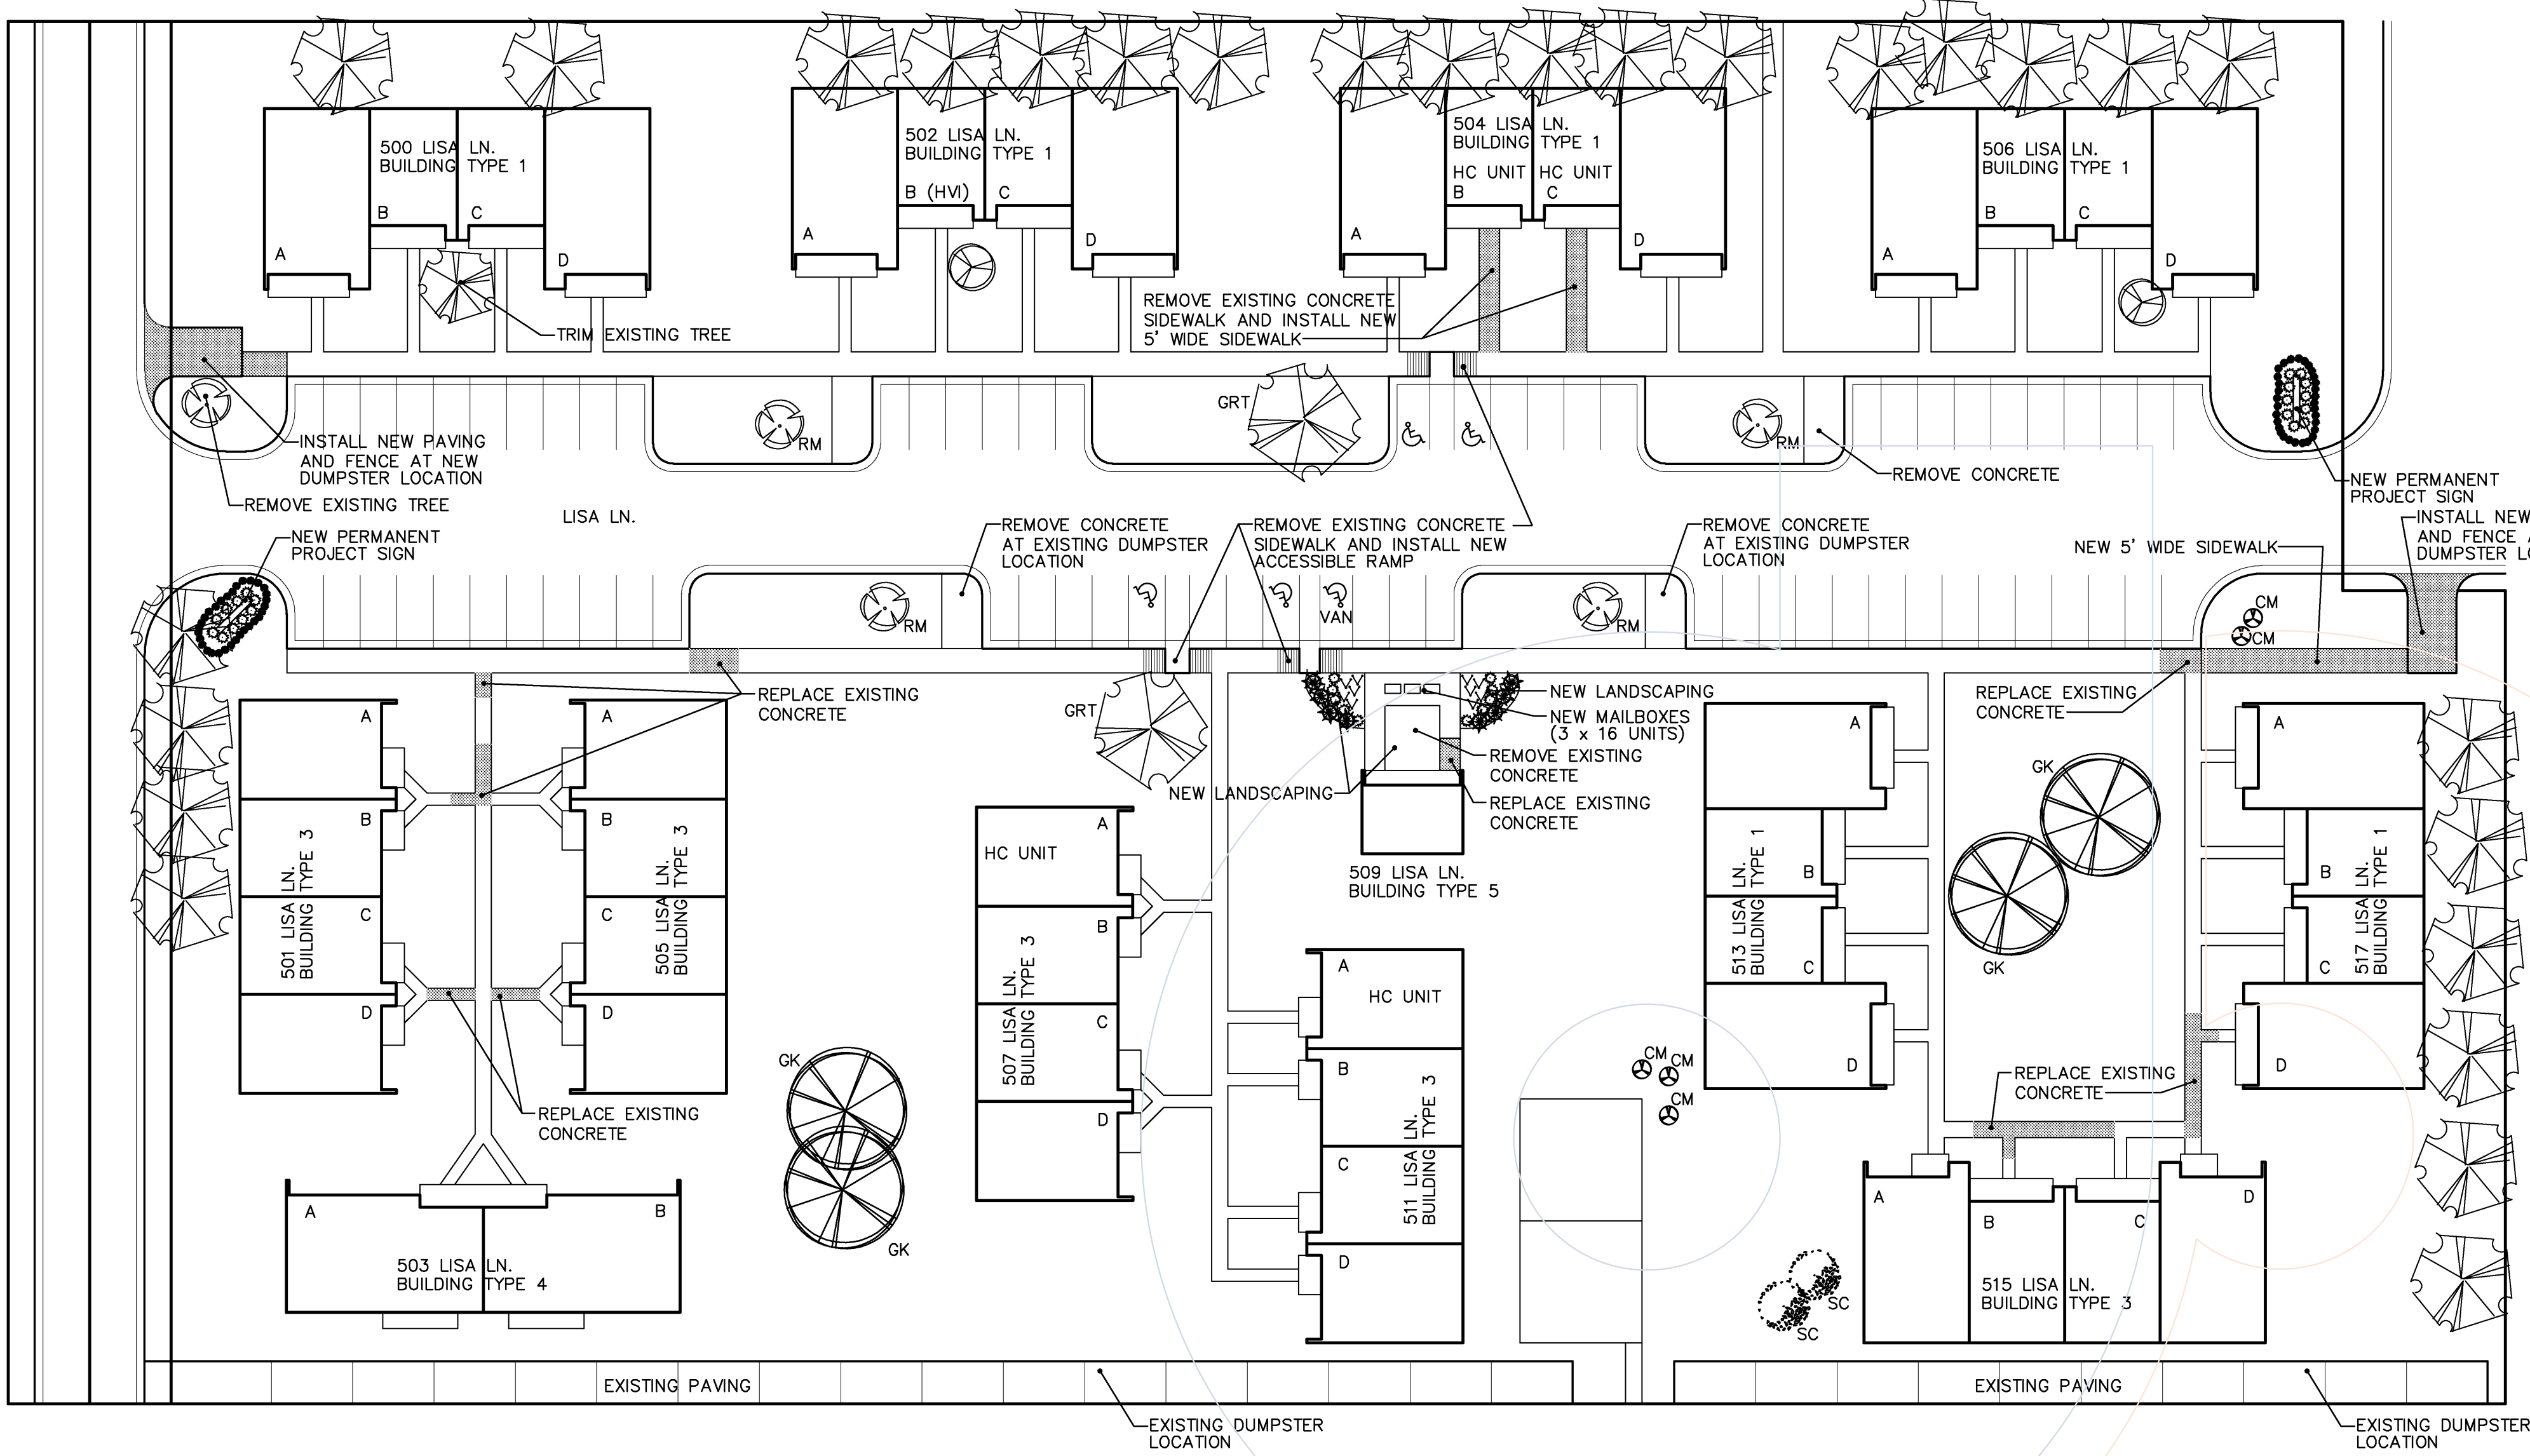 500 LISA LN.
BUILDING TYPE 1
B
C
A
D
TRIM EXISTING TREE
502 LISA LN.
BUILDING TYPE 1
B (HVI)
C
A
D
504 LISA LN.
BUILDING TYPE 1
HC UNIT
HC UNIT
B
C
A
D
REMOVE EXISTING CONCRETE
SIDEWALK AND INSTALL NEW
5' WIDE SIDEWALK
506 LISA LN.
BUILDING TYPE 1
B
C
A
D
GRT
RM
RM
INSTALL NEW PAVING
AND FENCE AT NEW
DUMPSTER LOCATION
REMOVE EXISTING TREE
REMOVE CONCRETE
NEW PERMANENT
PROJECT SIGN
LISA LN.
NEW PERMANENT
PROJECT SIGN
REMOVE CONCRETE
AT EXISTING DUMPSTER
LOCATION
REMOVE EXISTING CONCRETE
SIDEWALK AND INSTALL NEW
ACCESSIBLE RAMP
REMOVE CONCRETE
AT EXISTING DUMPSTER
LOCATION
NEW 5' WIDE SIDEWALK
INSTALL NEW
AND FENCE
DUMPSTER
RM
VAN
RM
CM
CM
REPLACE EXISTING
CONCRETE
GRT
NEW LANDSCAPING
NEW MAILBOXES
(3 x 16 UNITS)
REMOVE EXISTING
CONCRETE
NEW LANDSCAPING
REPLACE EXISTING
CONCRETE
REPLACE EXISTING
CONCRETE
A
B
C
D
501 LISA LN.
BUILDING TYPE 3
A
B
C
D
505 LISA LN.
BUILDING TYPE 3
REPLACE EXISTING
CONCRETE
A
B
503 LISA LN.
BUILDING TYPE 4
GK
GK
A
HC UNIT
B
C
D
507 LISA LN.
BUILDING TYPE 3
509 LISA LN.
BUILDING TYPE 5
A
HC UNIT
B
C
D
511 LISA LN.
BUILDING TYPE 3
CM
CM
CM
SC
SC
A
B
C
D
513 LISA LN.
BUILDING TYPE 1
GK
GK
A
B
C
D
517 LISA LN.
BUILDING TYPE 1
REPLACE EXISTING
CONCRETE
A
B
C
D
515 LISA LN.
BUILDING TYPE 3
EXISTING PAVING
EXISTING PAVING
EXISTING DUMPSTER
LOCATION
EXISTING DUMPSTER
LOCATION